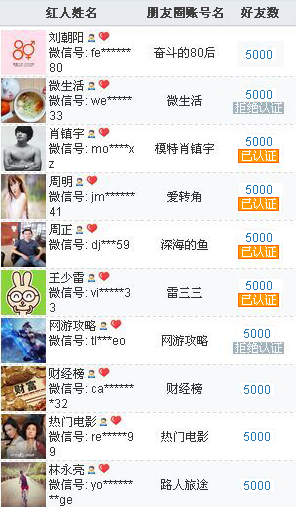 红人姓名 朋友圈账号名 好友数
刘朝阳
微信号: fe******80
奋斗的80后
5000
微生活
微信号: we******33
微生活
5000
拒绝认证
肖镇宇
微信号: mo****xz
模特肖镇宇
5000
已认证
周明
微信号: jm******41
爱转角
5000
已认证
周正
微信号: dj***59
深海的鱼
5000
已认证
王少雷
微信号: vi*****33
雷三三
5000
已认证
网游攻略
微信号: tl***eo
网游攻略
5000
拒绝认证
财经榜
微信号: ca*******32
财富
财经榜
5000
热门电影
微信号: re*****99
热门电影
5000
林永亮
微信号: yo*******ge
路人旅途
5000